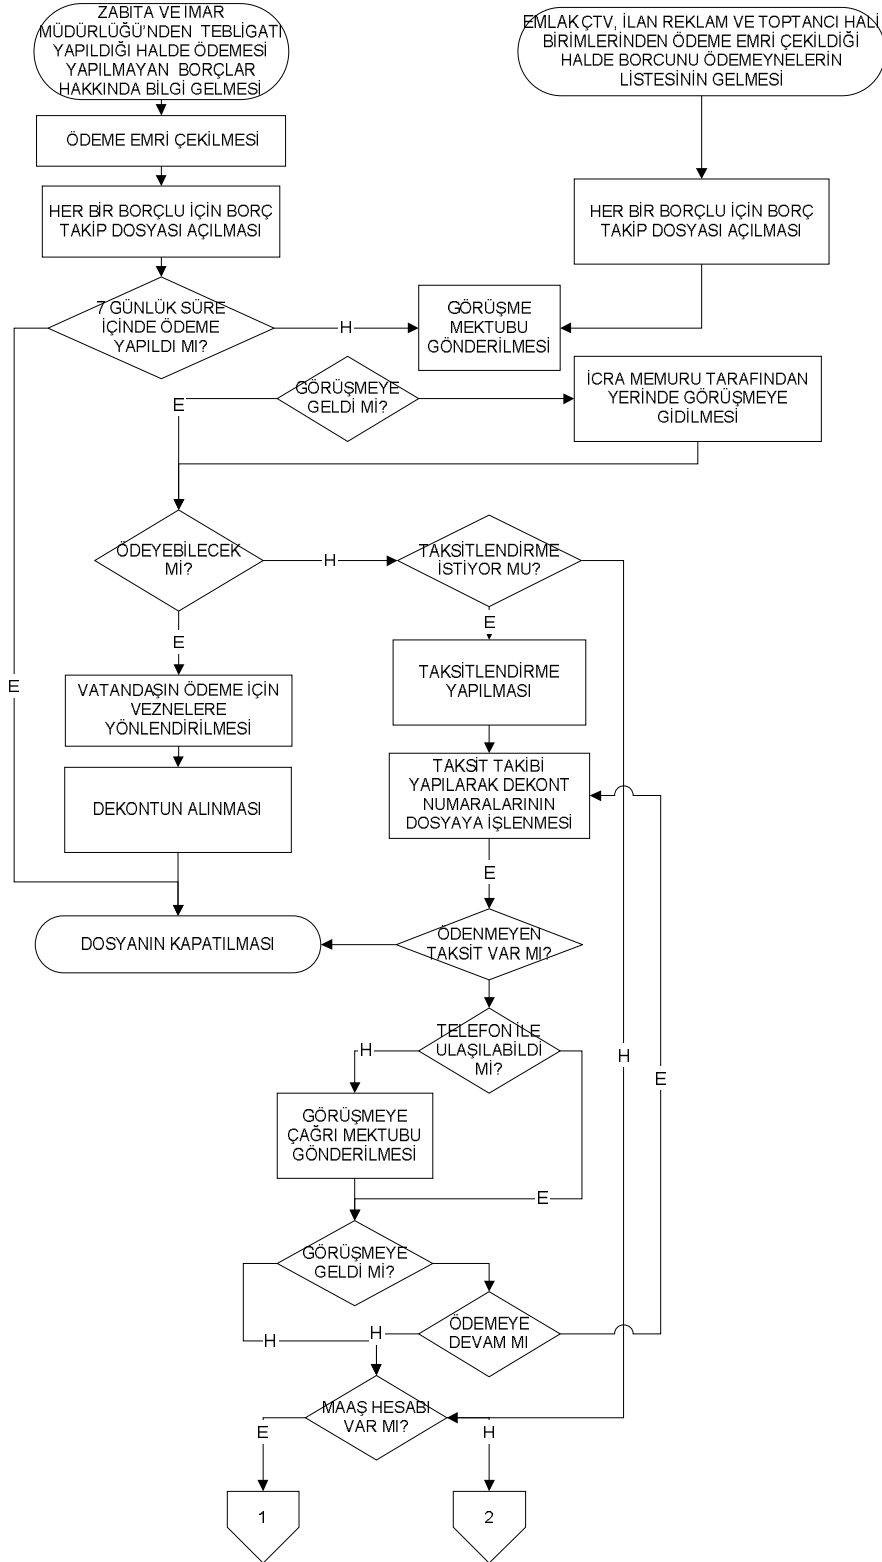 ZABITA VE İMAR
MÜDÜRLÜĞÜ'NDEN TEBLİGATI
YAPILDIĞI HALDE ÖDEMESİ
YAPILMAYAN BORÇLAR
HAKKINDA BİLGİ GELMESİ
EMLAK ÇTV, İLAN REKLAM VE TOPTANCI HALİ
BİRİMLERİNDEN ÖDEME EMRİ ÇEKİLDİĞİ
HALDE BORCUNU ÖDEMEYNELERİN
LİSTESİNİN GELMESİ
ÖDEME EMRİ ÇEKİLMESİ
HER BİR BORÇLU İÇİN BORÇ
TAKİP DOSYASI AÇILMASI
HER BİR BORÇLU İÇİN BORÇ
TAKİP DOSYASI AÇILMASI
7 GÜNLÜK SÜRE
İÇİNDE ÖDEME
YAPILDI MI?
H
GÖRÜŞME
MEKTUBU
GÖNDERİLMESİ
GÖRÜŞMEYE
GELDİ Mİ?
E
İCRA MEMURU TARAFINDAN
YERİNDE GÖRÜŞMEYE
GİDİLMESİ
ÖDEYEBİLECEK
Mİ?
H
TAKSİTLENDİRME
İSTİYOR MU?
E
E
E
VATANDAŞIN ÖDEME İÇİN
VEZNELERE
YÖNLENDİRİLMESİ
TAKSİTLENDİRME
YAPILMASI
DEKONTUN ALINMASI
TAKSİT TAKİBİ
YAPILARAK DEKONT
NUMARALARININ
DOSYAYA İŞLENMESİ
E
DOSYANIN KAPATILMASI
ÖDENMEYEN
TAKSİT VAR MI?
TELEFON İLE
ULAŞILABİLDİ
Mİ?
H
H
E
GÖRÜŞMEYE
ÇAĞRI MEKTUBU
GÖNDERİLMESİ
E
GÖRÜŞMEYE
GELDİ Mİ?
ÖDEMEYE
DEVAM MI
H
H
MAAŞ HESABI
VAR MI?
E
H
1
2